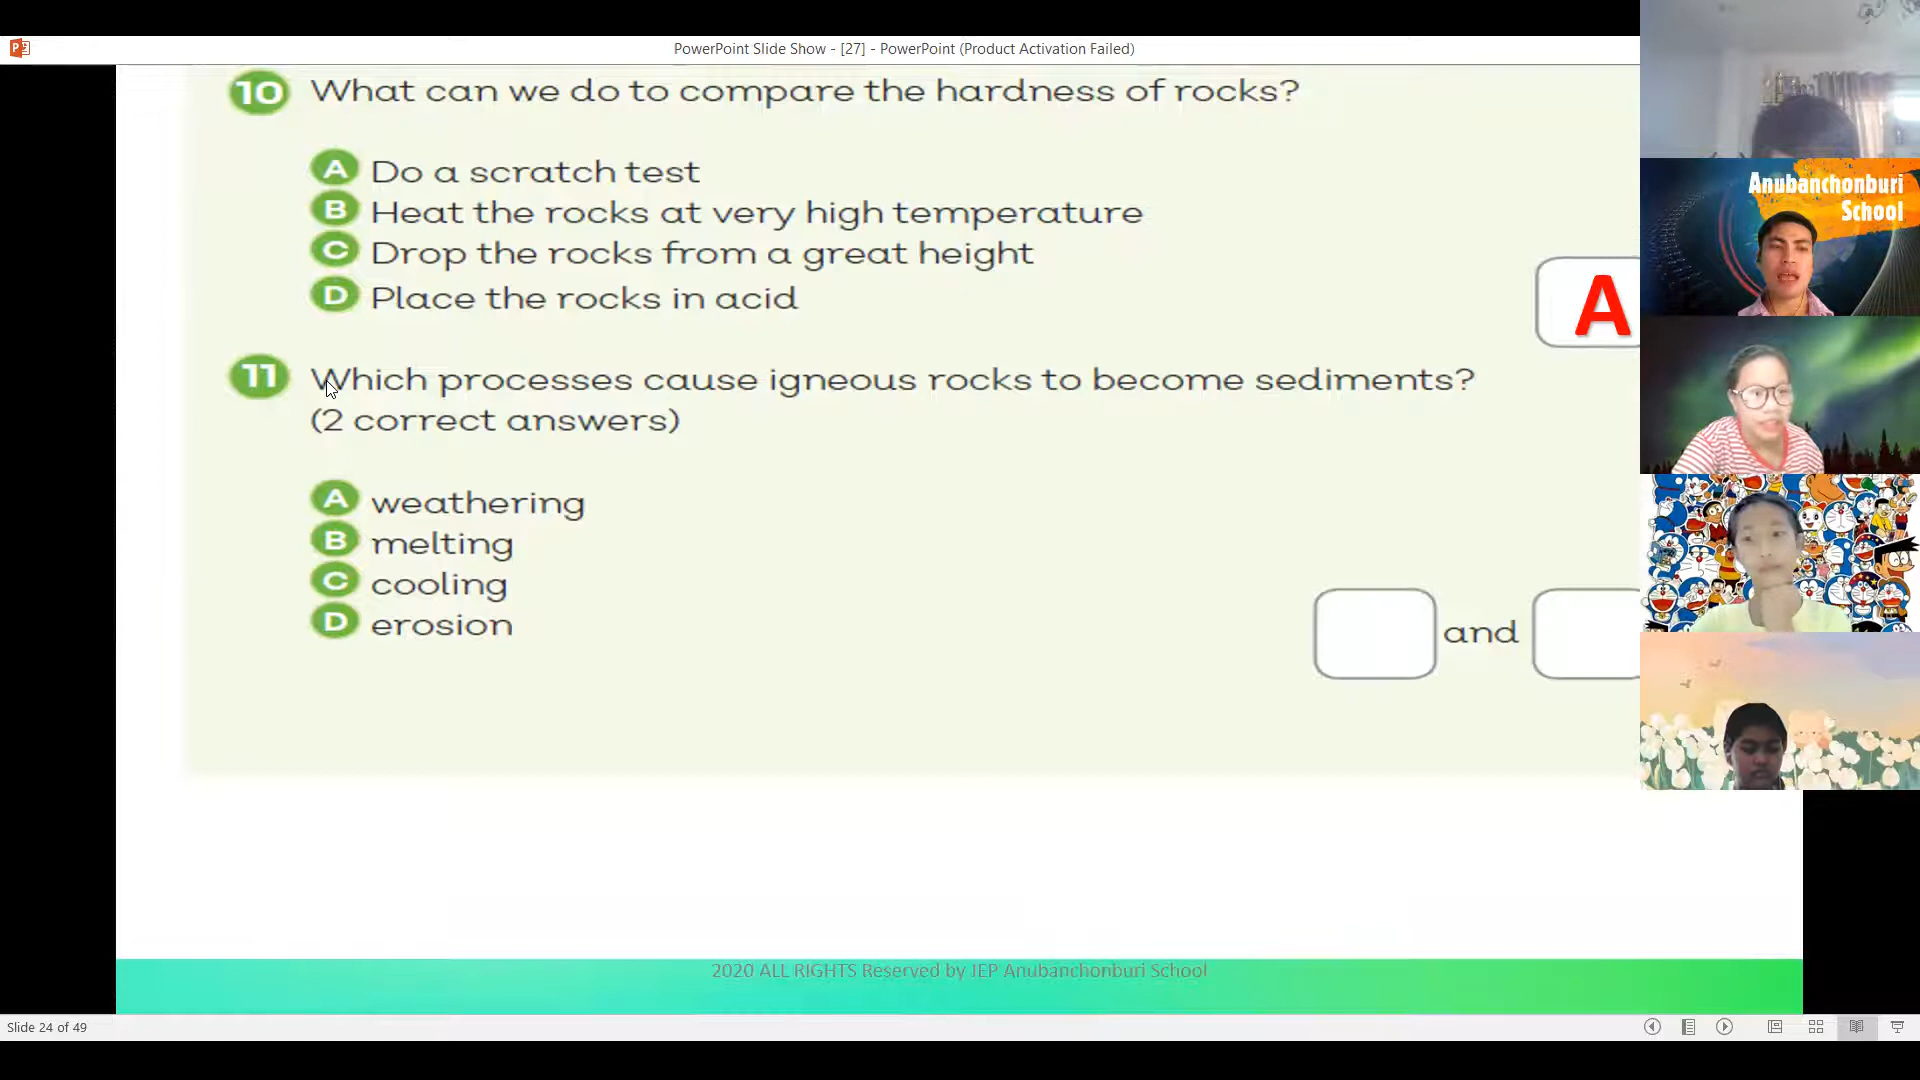 PowerPoint Slide Show - [27] - PowerPoint (Product Activation Failed)
10 What can we do to compare the hardness of rocks?
A Do a scratch test
B Heat the rocks at very high temperature
C Drop the rocks from a great height
D Place the rocks in acid
A
11 Which processes cause igneous rocks to become sediments?
(2 correct answers)
A weathering
B melting
C cooling
D erosion
and
Anubanchonburi
School
2020 ALL RIGHTS Reserved by JEP Anubanchonburi School
Slide 24 of 49